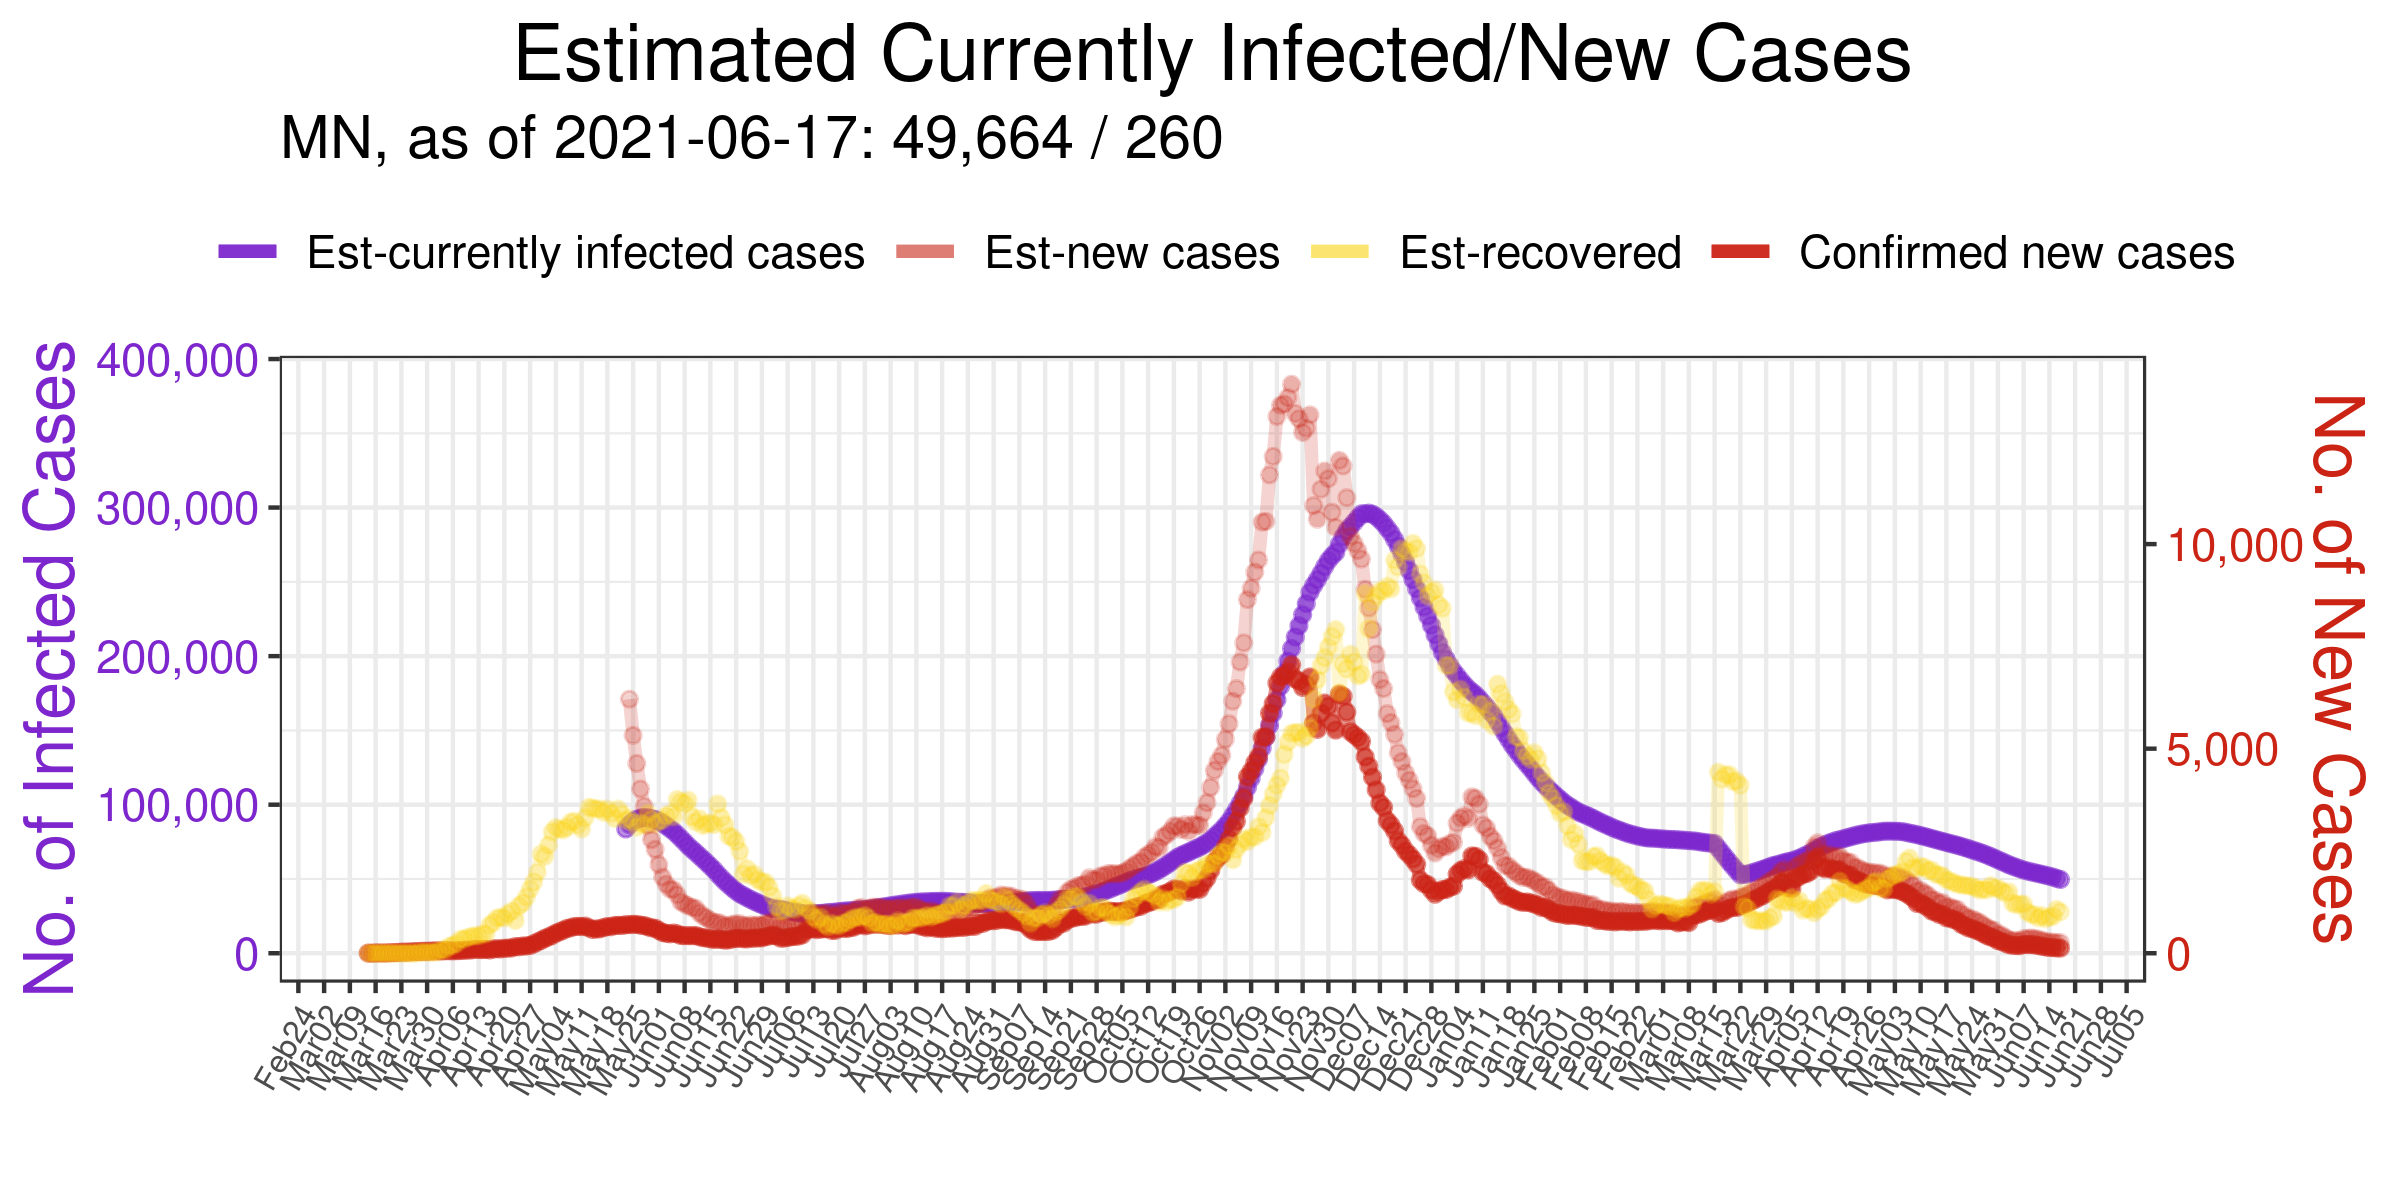 Estimated Currently Infected/New Cases
MN, as of 2021-06-17: 49,664 / 260
Est-currently infected cases
Est-new cases
Est-recovered
Confirmed new cases
No. of Infected Cases
400,000
300,000
200,000
100,000
0
No. of New Cases
10,000
5,000
0
Feb24
Mar02
Mar09
Mar16
Mar23
Mar30
Apr06
Apr13
Apr20
Apr27
May04
May11
May18
May25
Jun01
Jun08
Jun15
Jun22
Jun29
Jul06
Jul13
Jul20
Jul27
Aug03
Aug10
Aug17
Aug24
Aug31
Sep07
Sep14
Sep21
Sep28
Oct05
Oct12
Oct19
Oct26
Nov02
Nov09
Nov16
Nov23
Nov30
Dec07
Dec14
Dec21
Dec28
Jan04
Jan11
Jan18
Jan25
Feb01
Feb08
Feb15
Feb22
Mar01
Mar08
Mar15
Mar22
Mar29
Apr05
Apr12
Apr19
Apr26
May03
May10
May17
May24
May31
Jun07
Jun14
Jun21
Jun28
Jul05